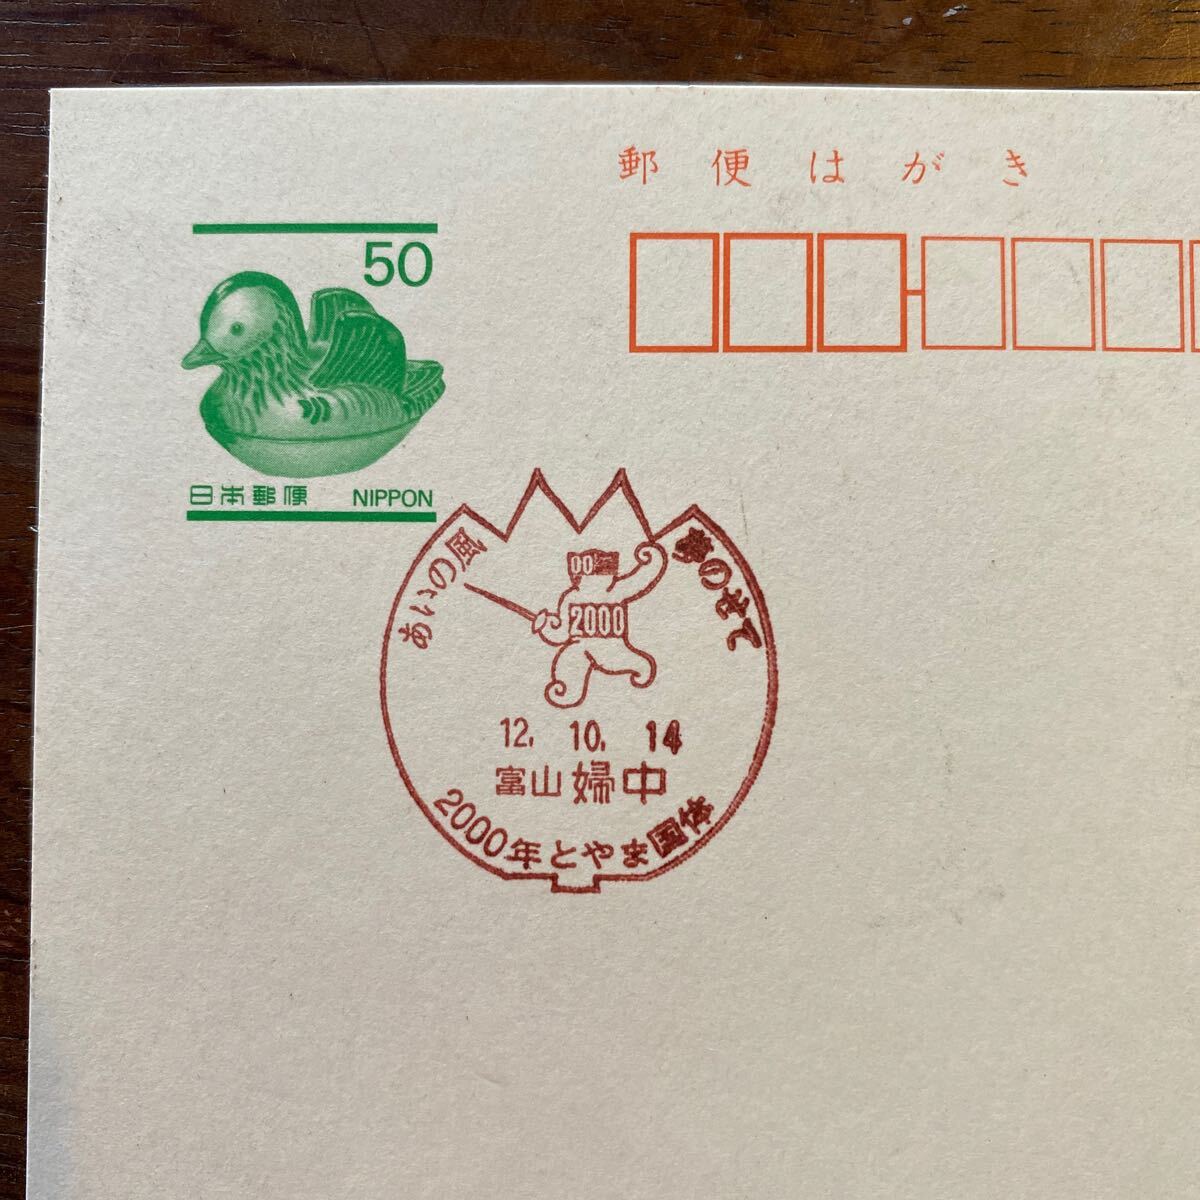 郵便はがき
50
日本郵便 NIPPON
あいの風 夢のせて
2000
12. 10. 14
富山婦中
2000年とやま国体